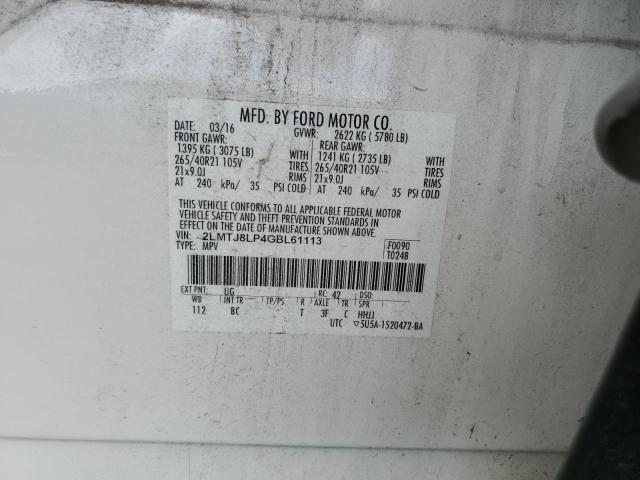 MFD. BY FORD MOTOR CO.
DATE: 03/16 GVWR: 2622 KG ( 5780 LB)
FRONT GAWR: REAR GAWR:
1395 KG ( 3075 LB) WITH 1241 KG ( 2735 LB) WITH
265/40R21 105V TIRES 265/40R21 105V TIRES
21x9.0J RIMS 21x9.0J RIMS
AT 240 kPa/ 35 PSI COLD AT 240 kPa/ 35 PSI COLD
THIS VEHICLE CONFORMS TO ALL APPLICABLE FEDERAL MOTOR
VEHICLE SAFETY AND THEFT PREVENTION STANDARDS IN
EFFECT ON THE DATE OF MANUFACTURE SHOWN ABOVE.
VIN: 2LMTJ8LP4GBL61113 F0090
TYPE: MPV T0248
EXT PNT: UG RC: 42 DSO:
WB INT TR TP/PS R AXLE TR SPR
112 BC T 3F C HHJJ
UTC ▽5U5A-1520472-BA